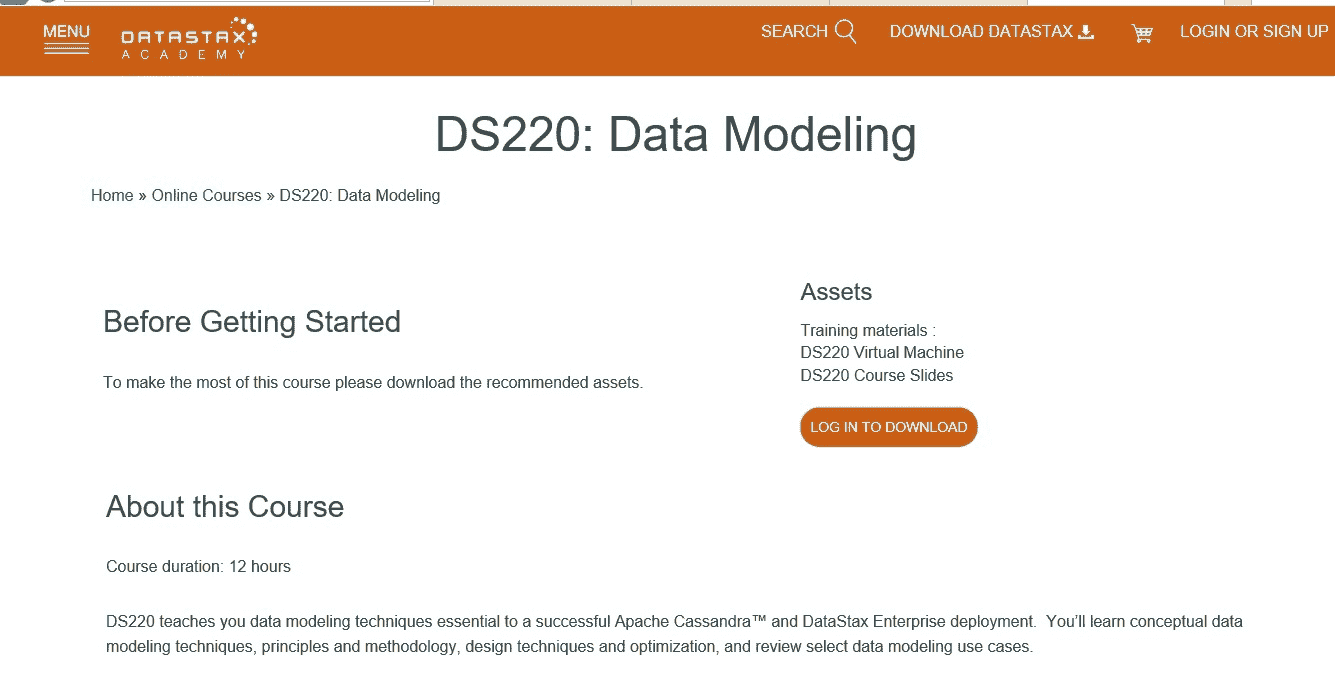 MENU
DATASTAX
ACADEMY
SEARCH
DOWNLOAD DATASTAX
LOGIN OR SIGN UP
DS220: Data Modeling
Home » Online Courses » DS220: Data Modeling
Before Getting Started
To make the most of this course please download the recommended assets.
Assets
Training materials :
DS220 Virtual Machine
DS220 Course Slides
LOG IN TO DOWNLOAD
About this Course
Course duration: 12 hours
DS220 teaches you data modeling techniques essential to a successful Apache Cassandra™ and DataStax Enterprise deployment.  You’ll learn conceptual data
modeling techniques, principles and methodology, design techniques and optimization, and review select data modeling use cases.